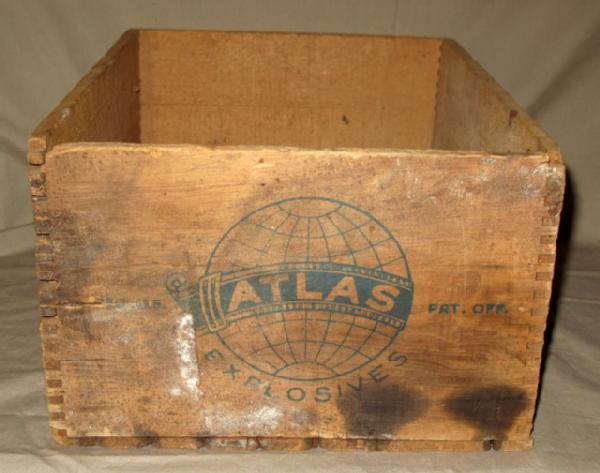 ATLAS
PAT. OFF.
EXPLOSIVES